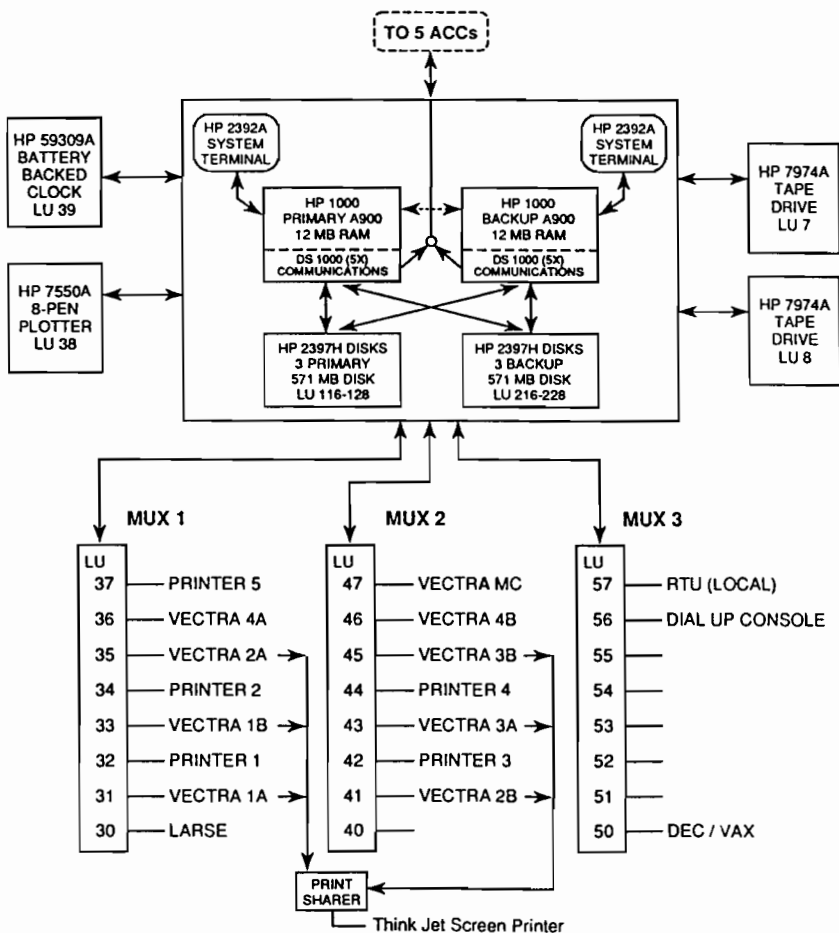 TO 5 ACCs
HP 59309A
BATTERY
BACKED
CLOCK
LU 39
HP 7550A
8-PEN
PLOTTER
LU 38
HP 2392A
SYSTEM
TERMINAL
HP 2392A
SYSTEM
TERMINAL
HP 1000
PRIMARY A900
12 MB RAM
DS 1000 (5X)
COMMUNICATIONS
HP 1000
BACKUP A900
12 MB RAM
DS 1000 (5X)
COMMUNICATIONS
HP 2397H DISKS
3 PRIMARY
571 MB DISK
LU 116-128
HP 2397H DISKS
3 BACKUP
571 MB DISK
LU 216-228
HP 7974A
TAPE
DRIVE
LU 7
HP 7974A
TAPE
DRIVE
LU 8
MUX 1
LU
37 PRINTER 5
36 VECTRA 4A
35 VECTRA 2A
34 PRINTER 2
33 VECTRA 1B
32 PRINTER 1
31 VECTRA 1A
30 LARSE
MUX 2
LU
47 VECTRA MC
46 VECTRA 4B
45 VECTRA 3B
44 PRINTER 4
43 VECTRA 3A
42 PRINTER 3
41 VECTRA 2B
40
MUX 3
LU
57 RTU (LOCAL)
56 DIAL UP CONSOLE
55
54
53
52
51
50 DEC / VAX
PRINT
SHARER
Think Jet Screen Printer